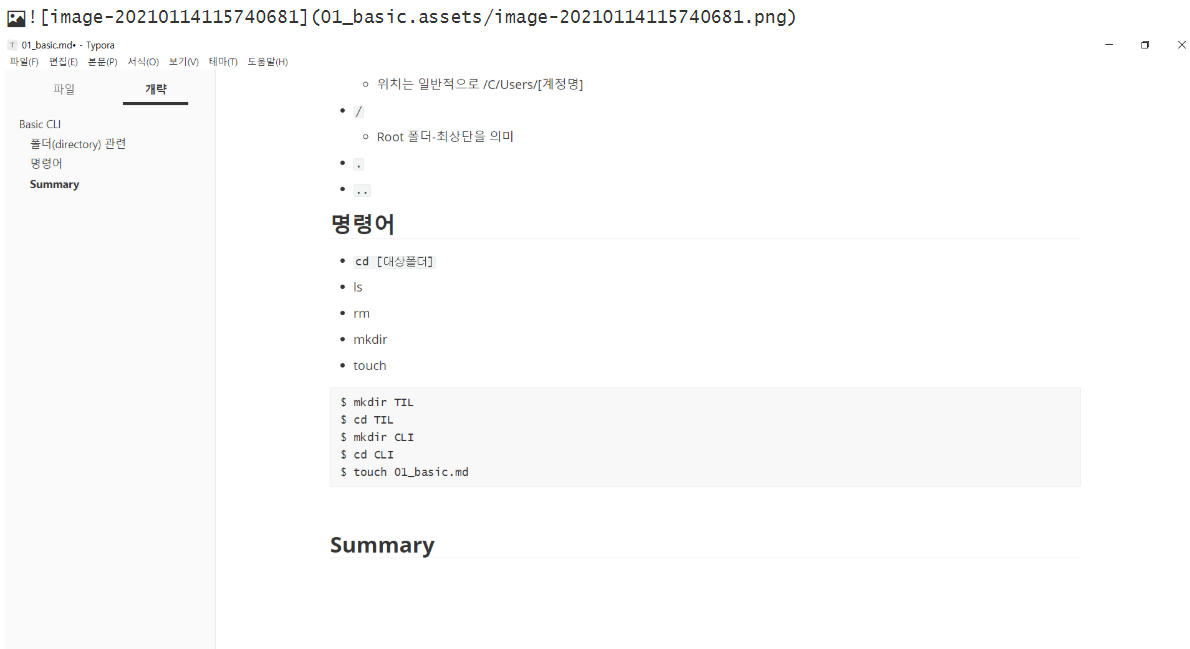 ![image-20210114115740681](01_basic.assets/image-20210114115740681.png)
T 01_basic.md• - Typora
파일(F) 편집(E) 본문(P) 서식(O) 보기(V) 테마(T) 도움말(H)
파일 개략
Basic CLI
폴더(directory) 관련
명령어
Summary
위치는 일반적으로 /C/Users/[계정명]
/
Root 폴더-최상단을 의미
.
..
명령어
cd [대상폴더]
ls
rm
mkdir
touch
$ mkdir TIL
$ cd TIL
$ mkdir CLI
$ cd CLI
$ touch 01_basic.md
Summary